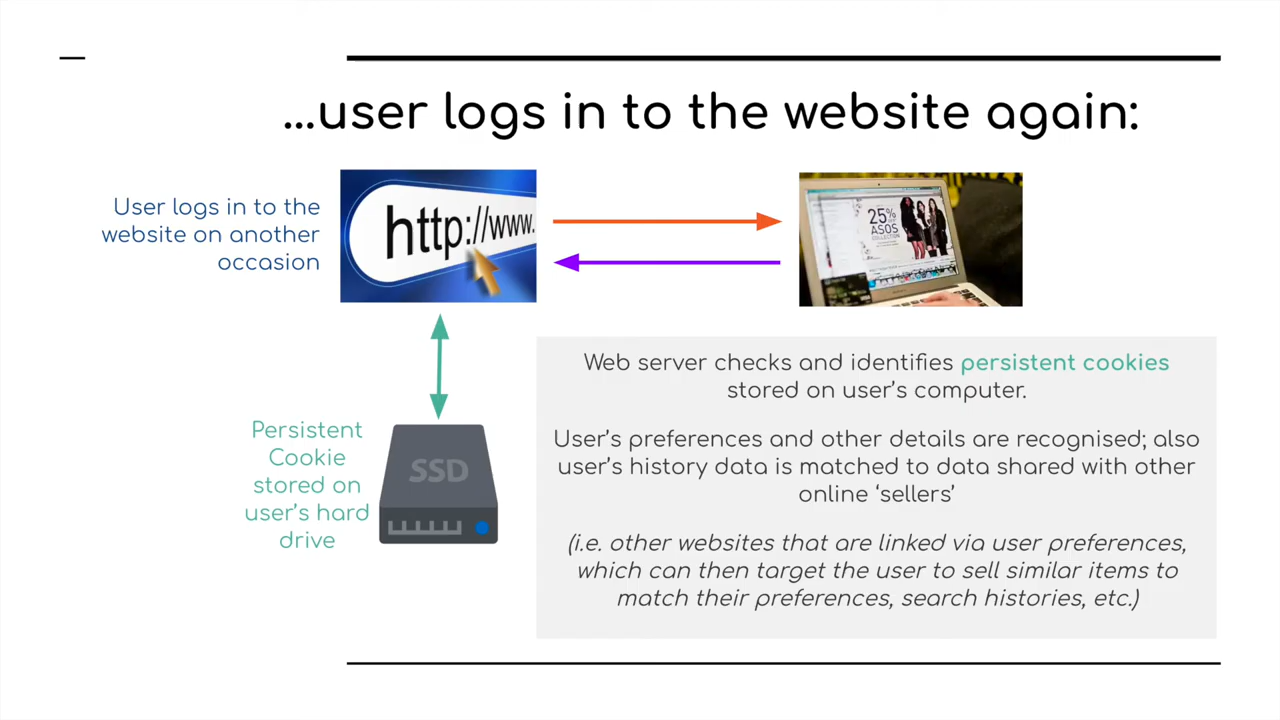 ...user logs in to the website again:
User logs in to the
website on another
occasion
http://www.
25%
ASOS
COLLECTION
Persistent
Cookie
stored on
user's hard
drive
SSD
Web server checks and identifies persistent cookies
stored on user's computer.
User's preferences and other details are recognised; also
user's history data is matched to data shared with other
online 'sellers'
(i.e. other websites that are linked via user preferences,
which can then target the user to sell similar items to
match their preferences, search histories, etc.)